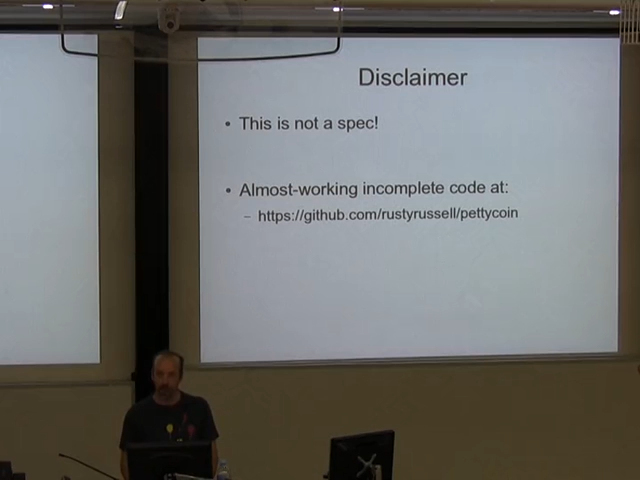 Disclaimer
• This is not a spec!
• Almost-working incomplete code at:
– https://github.com/rustyrussell/pettycoin